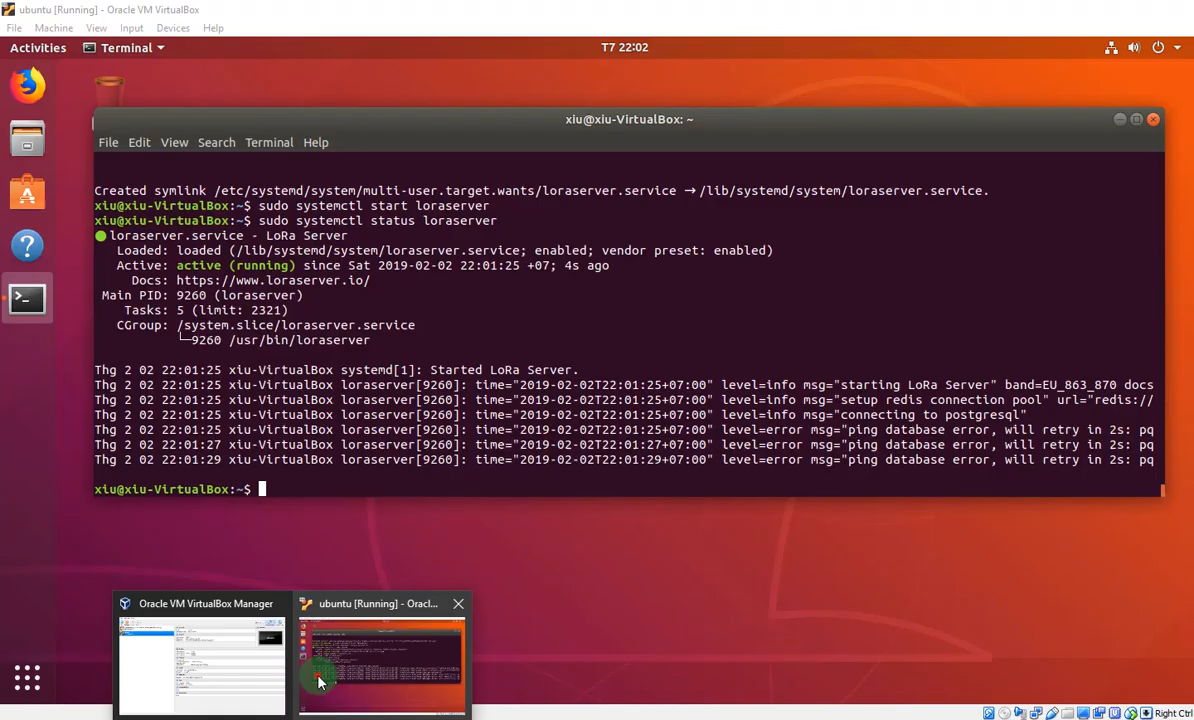 ubuntu [Running] - Oracle VM VirtualBox
File Machine View Input Devices Help
Activities Terminal T7 22:02
xiu@xiu-VirtualBox: ~
File Edit View Search Terminal Help
Created symlink /etc/systemd/system/multi-user.target.wants/loraserver.service → /lib/systemd/system/loraserver.service.
xiu@xiu-VirtualBox:~$ sudo systemctl start loraserver
xiu@xiu-VirtualBox:~$ sudo systemctl status loraserver
● loraserver.service - LoRa Server
Loaded: loaded (/lib/systemd/system/loraserver.service; enabled; vendor preset: enabled)
Active: active (running) since Sat 2019-02-02 22:01:25 +07; 4s ago
Docs: https://www.loraserver.io/
Main PID: 9260 (loraserver)
Tasks: 5 (limit: 2321)
CGroup: /system.slice/loraserver.service
└─9260 /usr/bin/loraserver
Thg 2 02 22:01:25 xiu-VirtualBox systemd[1]: Started LoRa Server.
Thg 2 02 22:01:25 xiu-VirtualBox loraserver[9260]: time="2019-02-02T22:01:25+07:00" level=info msg="starting LoRa Server" band=EU_863_870 docs
Thg 2 02 22:01:25 xiu-VirtualBox loraserver[9260]: time="2019-02-02T22:01:25+07:00" level=info msg="setup redis connection pool" url="redis://
Thg 2 02 22:01:25 xiu-VirtualBox loraserver[9260]: time="2019-02-02T22:01:25+07:00" level=info msg="connecting to postgresql"
Thg 2 02 22:01:25 xiu-VirtualBox loraserver[9260]: time="2019-02-02T22:01:25+07:00" level=error msg="ping database error, will retry in 2s: pq
Thg 2 02 22:01:27 xiu-VirtualBox loraserver[9260]: time="2019-02-02T22:01:27+07:00" level=error msg="ping database error, will retry in 2s: pq
Thg 2 02 22:01:29 xiu-VirtualBox loraserver[9260]: time="2019-02-02T22:01:29+07:00" level=error msg="ping database error, will retry in 2s: pq
xiu@xiu-VirtualBox:~$
Oracle VM VirtualBox Manager
ubuntu [Running] - Oracl...
Right Ctrl